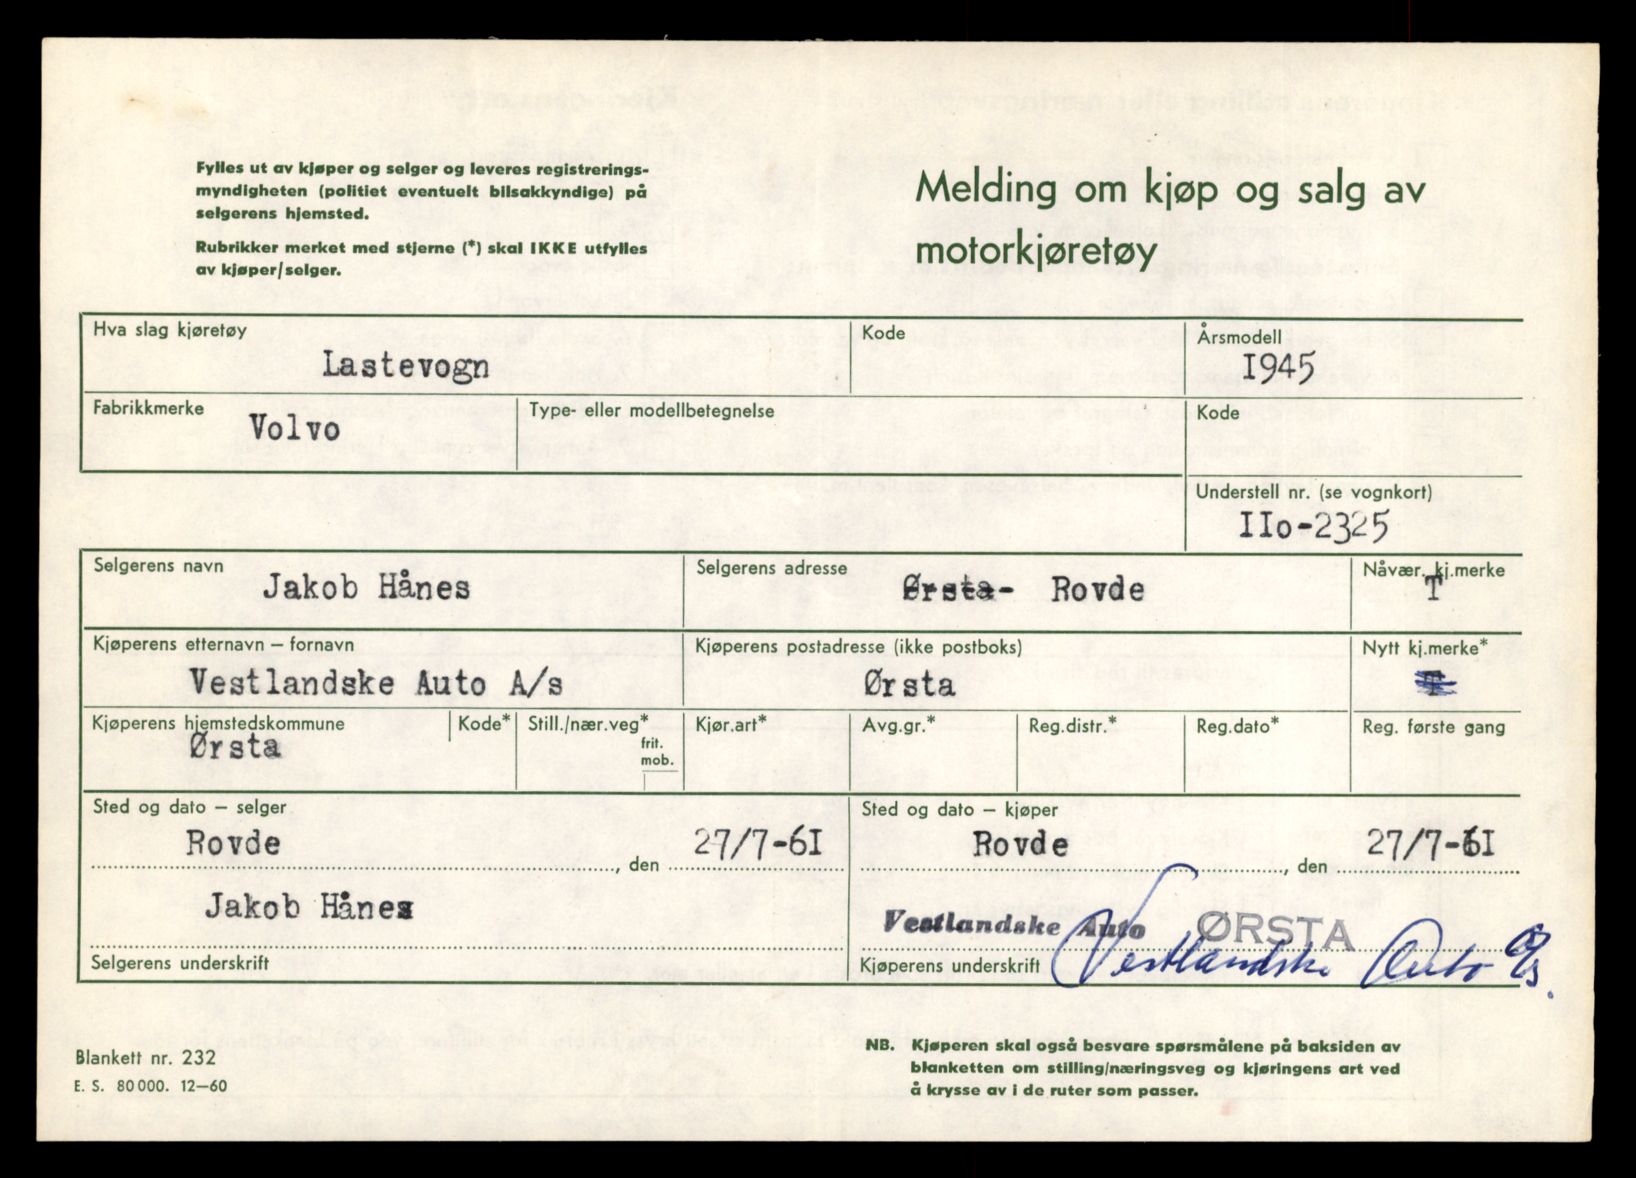 Fylles ut av kjøper og selger og leveres registrerings-
myndigheten (politiet eventuelt bilsakkyndige) på
selgerens hjemsted.
Rubrikker merket med stjerne (*) skal IKKE utfylles
av kjøper/selger.
Melding om kjøp og salg av
motorkjøretøy
Hva slag kjøretøy
Lastevogn
Kode
Årsmodell
I945
Fabrikkmerke
Volvo
Type- eller modellbetegnelse
Kode
Understell nr. (se vognkort)
IIo-2325
Selgerens navn
Jakob Hånes
Selgerens adresse
Ørsta- Rovde
Nåvær. kj.merke
T
Kjøperens etternavn — fornavn
Vestlandske Auto A/s
Kjøperens postadresse (ikke postboks)
Ørsta
Nytt kj.merke*
T
Kjøperens hjemstedskommune
Ørsta
Kode*
Still./nær.veg*
frit.
mob.
Kjør.art*
Avg.gr.*
Reg.distr.*
Reg.dato*
Reg. første gang
Sted og dato — selger
Rovde, den 27/7-6I
Jakob Hånes
Selgerens underskrift
Sted og dato — kjøper
Rovde, den 27/7-6I
Vestlandske Auto ØRSTA
Kjøperens underskrift Vestlandske Auto A/s.
Blankett nr. 232
E. S. 80 000. 12—60
NB. Kjøperen skal også besvare spørsmålene på baksiden av
blanketten om stilling/næringsveg og kjøringens art ved
å krysse av i de ruter som passer.